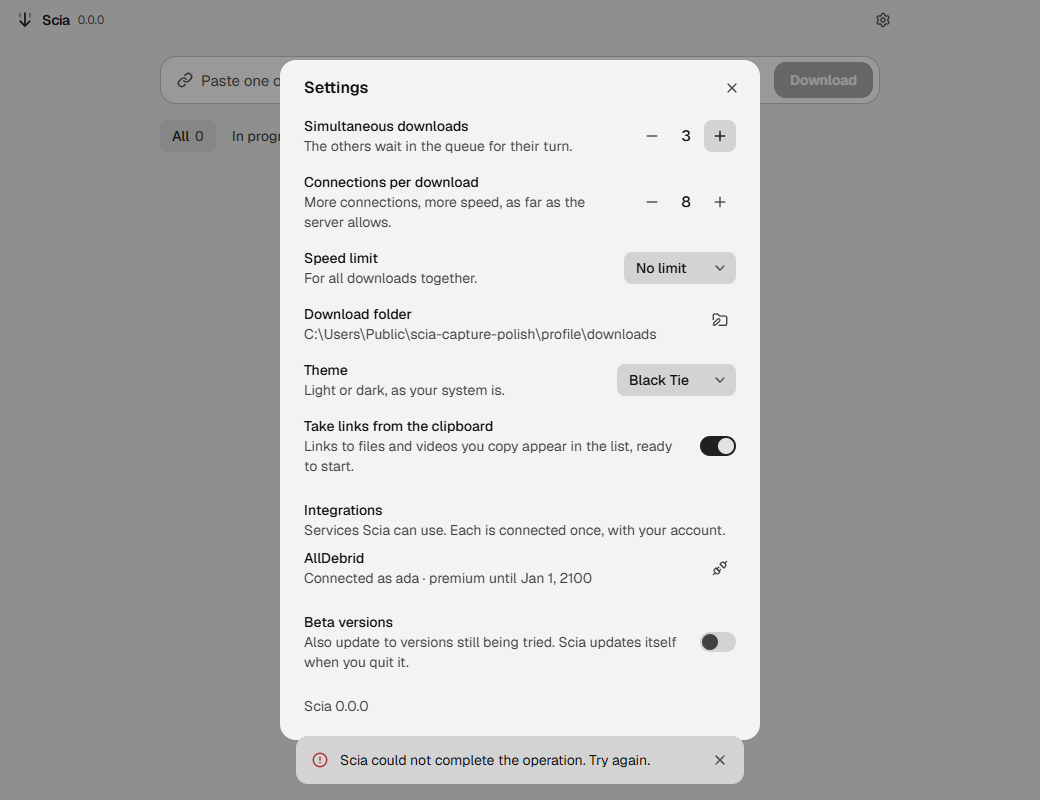 Scia 0.0.0
Paste one o
Download
All 0
In progr
Settings
Simultaneous downloads
The others wait in the queue for their turn.
3
Connections per download
More connections, more speed, as far as the
server allows.
8
Speed limit
For all downloads together.
No limit
Download folder
C:\Users\Public\scia-capture-polish\profile\downloads
Theme
Light or dark, as your system is.
Black Tie
Take links from the clipboard
Links to files and videos you copy appear in the list, ready
to start.
Integrations
Services Scia can use. Each is connected once, with your account.
AllDebrid
Connected as ada · premium until Jan 1, 2100
Beta versions
Also update to versions still being tried. Scia updates itself
when you quit it.
Scia 0.0.0
Scia could not complete the operation. Try again.